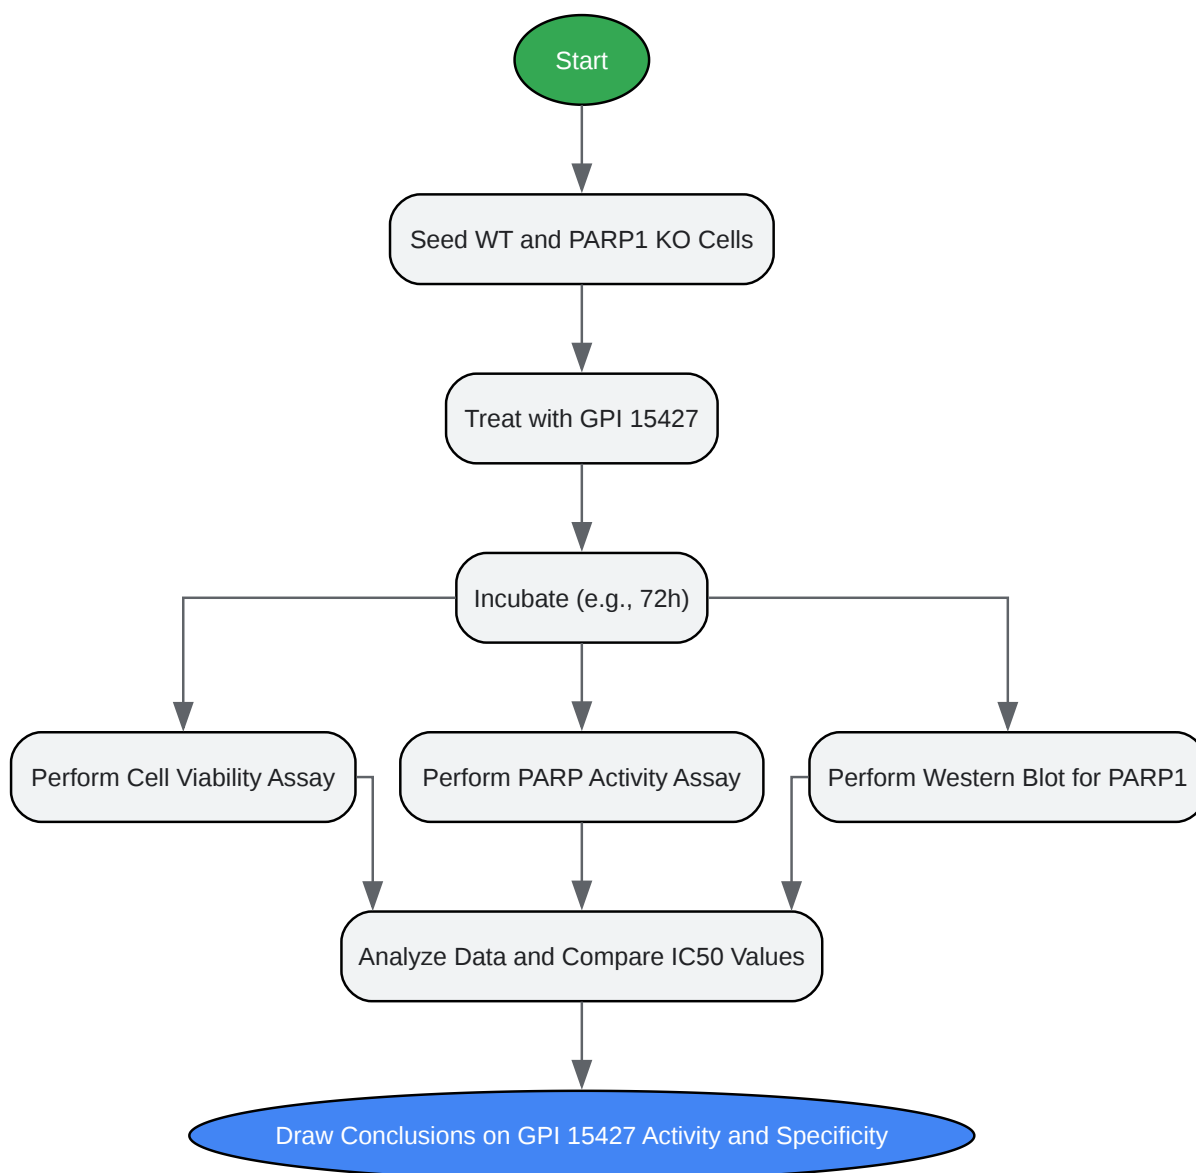 Start
Seed WT and PARP1 KO Cells
Treat with GPI 15427
Incubate (e.g., 72h)
Perform Cell Viability Assay
Perform PARP Activity Assay
Perform Western Blot for PARP1
Analyze Data and Compare IC50 Values
Draw Conclusions on GPI 15427 Activity and Specificity